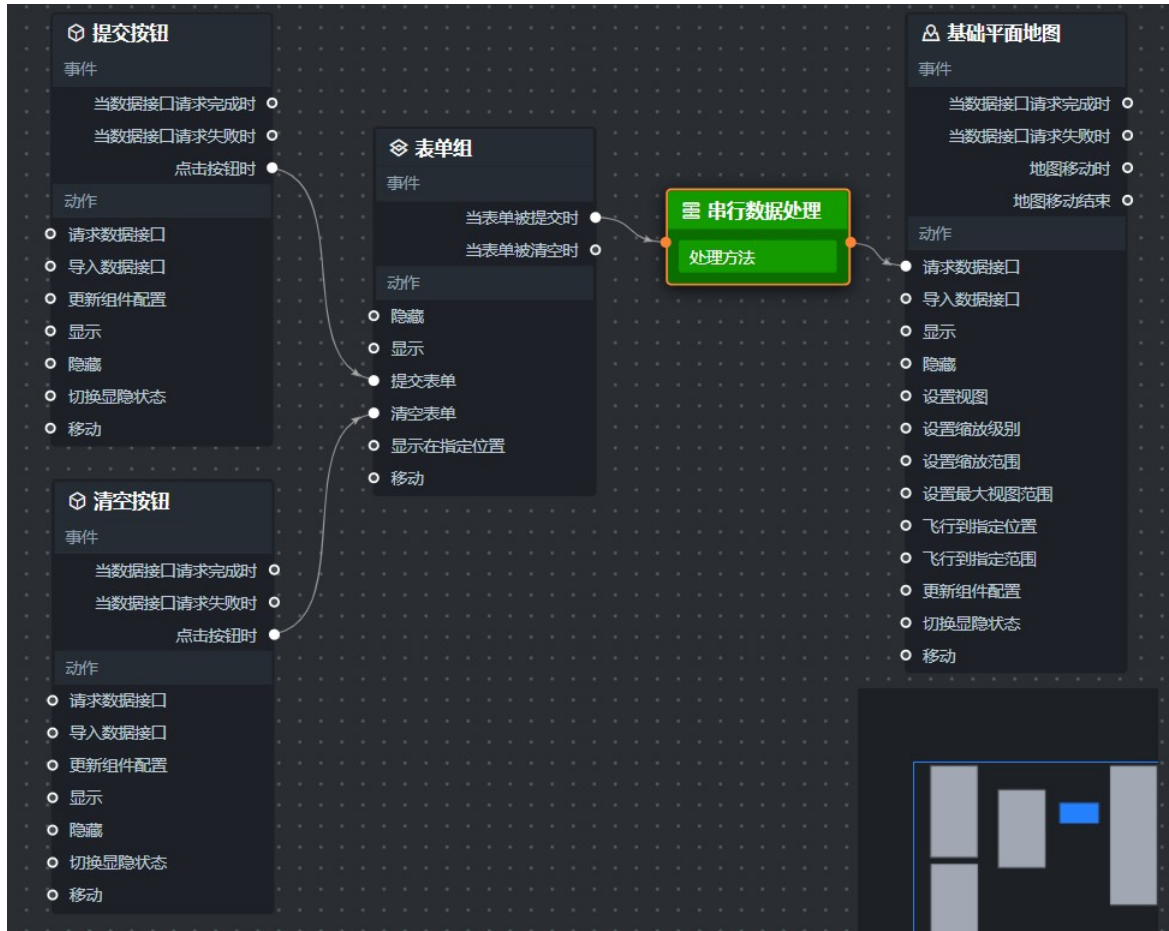 提交按钮
事件
当数据接口请求完成时
当数据接口请求失败时
点击按钮时
动作
请求数据接口
导入数据接口
更新组件配置
显示
隐藏
切换显隐状态
移动
清空按钮
事件
当数据接口请求完成时
当数据接口请求失败时
点击按钮时
动作
请求数据接口
导入数据接口
更新组件配置
显示
隐藏
切换显隐状态
移动
表单组
事件
当表单被提交时
当表单被清空时
动作
隐藏
显示
提交表单
清空表单
显示在指定位置
移动
串行数据处理
处理方法
基础平面地图
事件
当数据接口请求完成时
当数据接口请求失败时
地图移动时
地图移动结束
动作
请求数据接口
导入数据接口
显示
隐藏
设置视图
设置缩放级别
设置缩放范围
设置最大视图范围
飞行到指定位置
飞行到指定范围
更新组件配置
切换显隐状态
移动